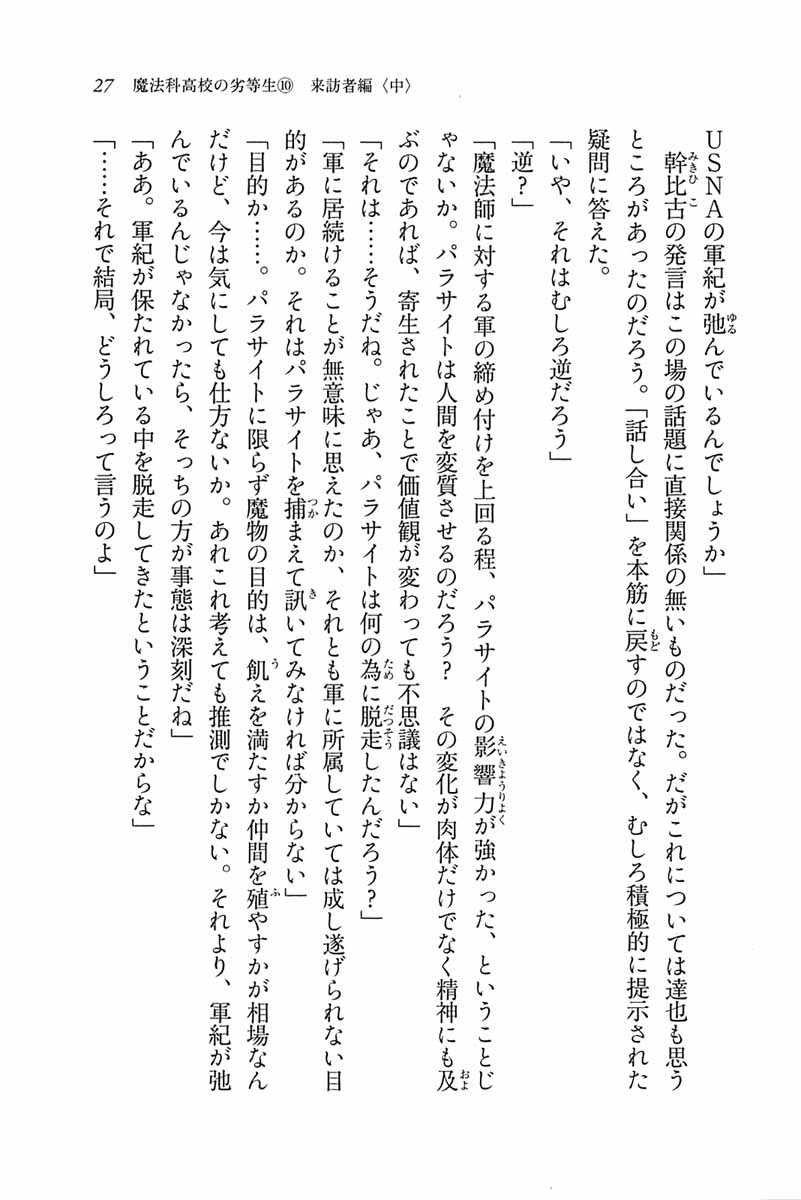 27　魔法科高校の劣等生⑩　来訪者編〈中〉
ＵＳＮＡの軍紀が弛んでいるんでしょうか」
　幹比古の発言はこの場の話題に直接関係の無いものだった。だがこれについては達也も思う
ところがあったのだろう。「話し合い」を本筋に戻すのではなく、むしろ積極的に提示された
疑問に答えた。
「いや、それはむしろ逆だろう」
「逆？」
「魔法師に対する軍の締め付けを上回る程、パラサイトの影響力が強かった、ということじ
ゃないか。パラサイトは人間を変質させるのだろう？　その変化が肉体だけでなく精神にも及
ぶのであれば、寄生されたことで価値観が変わっても不思議はない」
「それは……そうだね。じゃあ、パラサイトは何の為に脱走したんだろう？」
「軍に居続けることが無意味に思えたのか、それとも軍に所属していては成し遂げられない目
的があるのか。それはパラサイトを捕まえて訊いてみなければ分からない」
「目的か……。パラサイトに限らず魔物の目的は、飢えを満たすか仲間を殖やすかが相場なん
だけど、今は気にしても仕方ないか。あれこれ考えても推測でしかない。それより、軍紀が弛
んでいるんじゃなかったら、そっちの方が事態は深刻だね」
「ああ。軍紀が保たれている中を脱走してきたということだからな」
「……それで結局、どうしろって言うのよ」